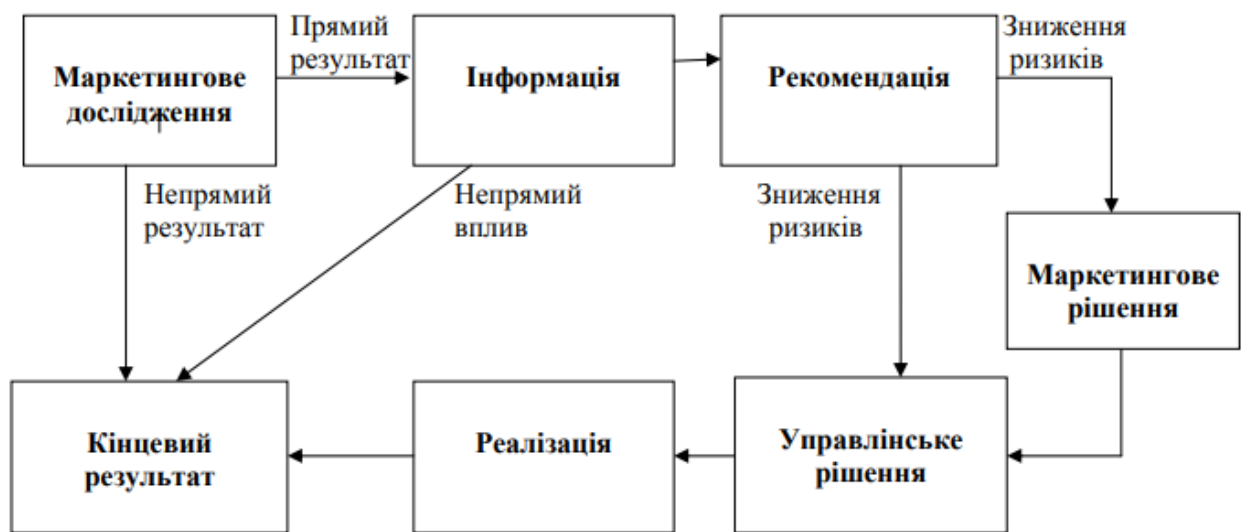 Прямий
результат
Зниження
ризиків
Маркетингове
дослідження
Інформація
Рекомендація
Непрямий
результат
Непрямий
вплив
Зниження
ризиків
Маркетингове
рішення
Кінцевий
результат
Реалізація
Управлінське
рішення